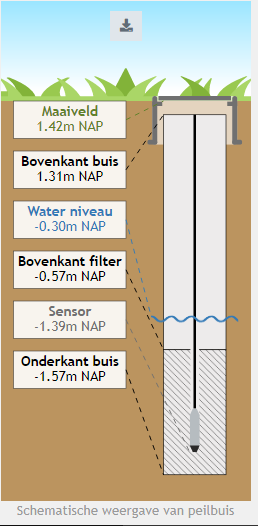 Maaiveld
1.42m NAP
Bovenkant buis
1.31m NAP
Water niveau
-0.30m NAP
Bovenkant filter
-0.57m NAP
Sensor
-1.39m NAP
Onderkant buis
-1.57m NAP
Schematische weergave van peilbuis